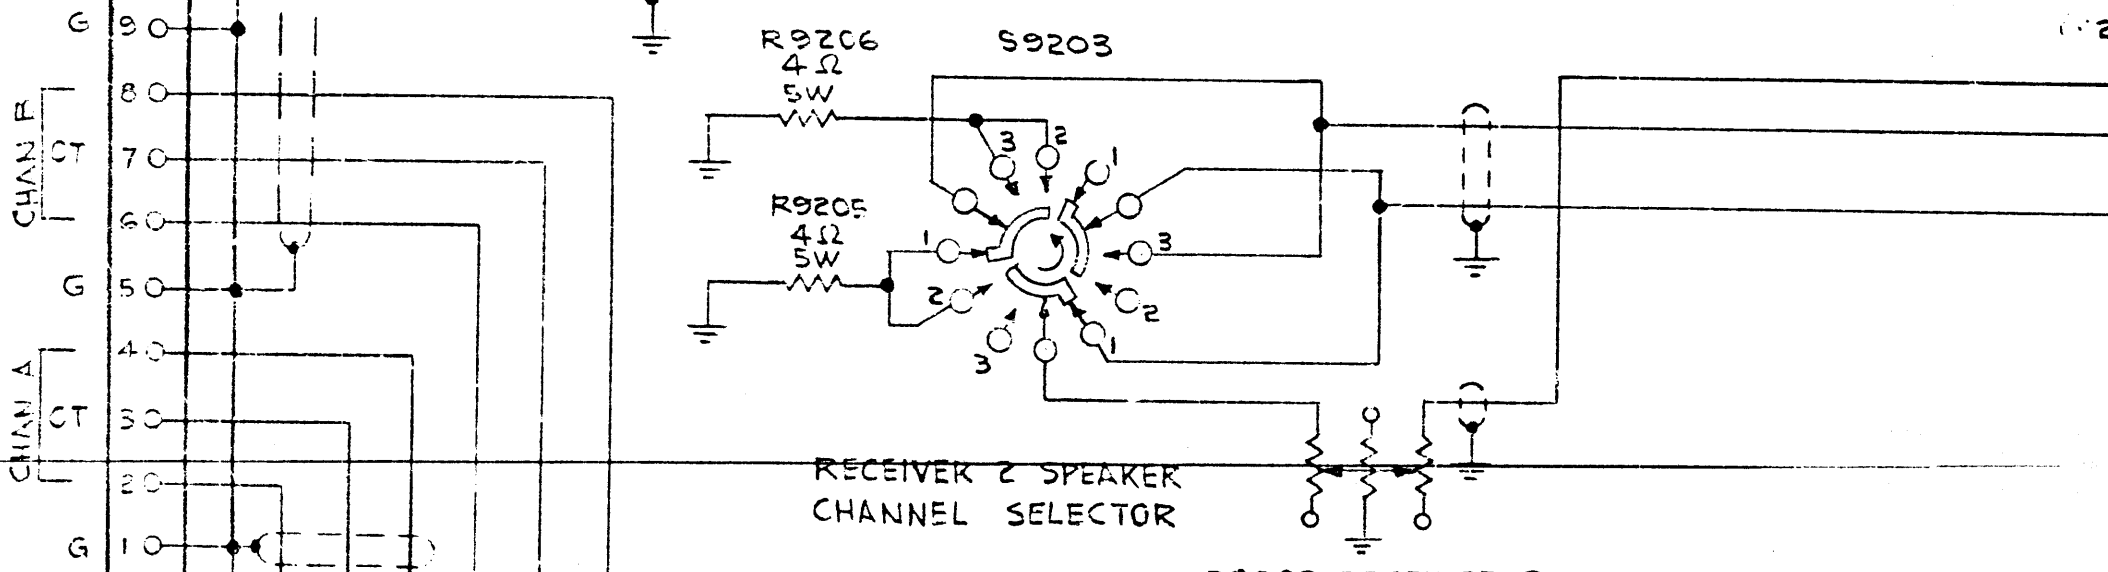 G 9
CHAN B
8
CT 7
6
G 5
CHAN A
4
CT 3
2
G 1
R9206
4Ω
5W
S9203
3
2
1
R9205
4Ω
5W
1
3
2
2
3
1
RECEIVER 2 SPEAKER
CHANNEL SELECTOR